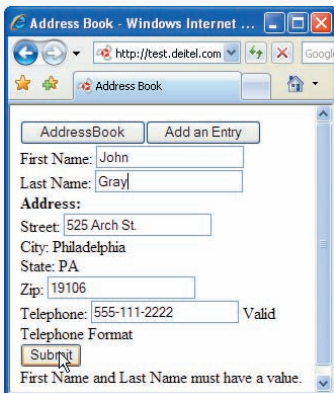 Address Book - Windows Internet ...
http://test.deitel.com
Google
Address Book
AddressBook Add an Entry
First Name: John
Last Name: Gray
Address:
Street: 525 Arch St.
City: Philadelphia
State: PA
Zip: 19106
Telephone: 555-111-2222 Valid
Telephone Format
Submit
First Name and Last Name must have a value.